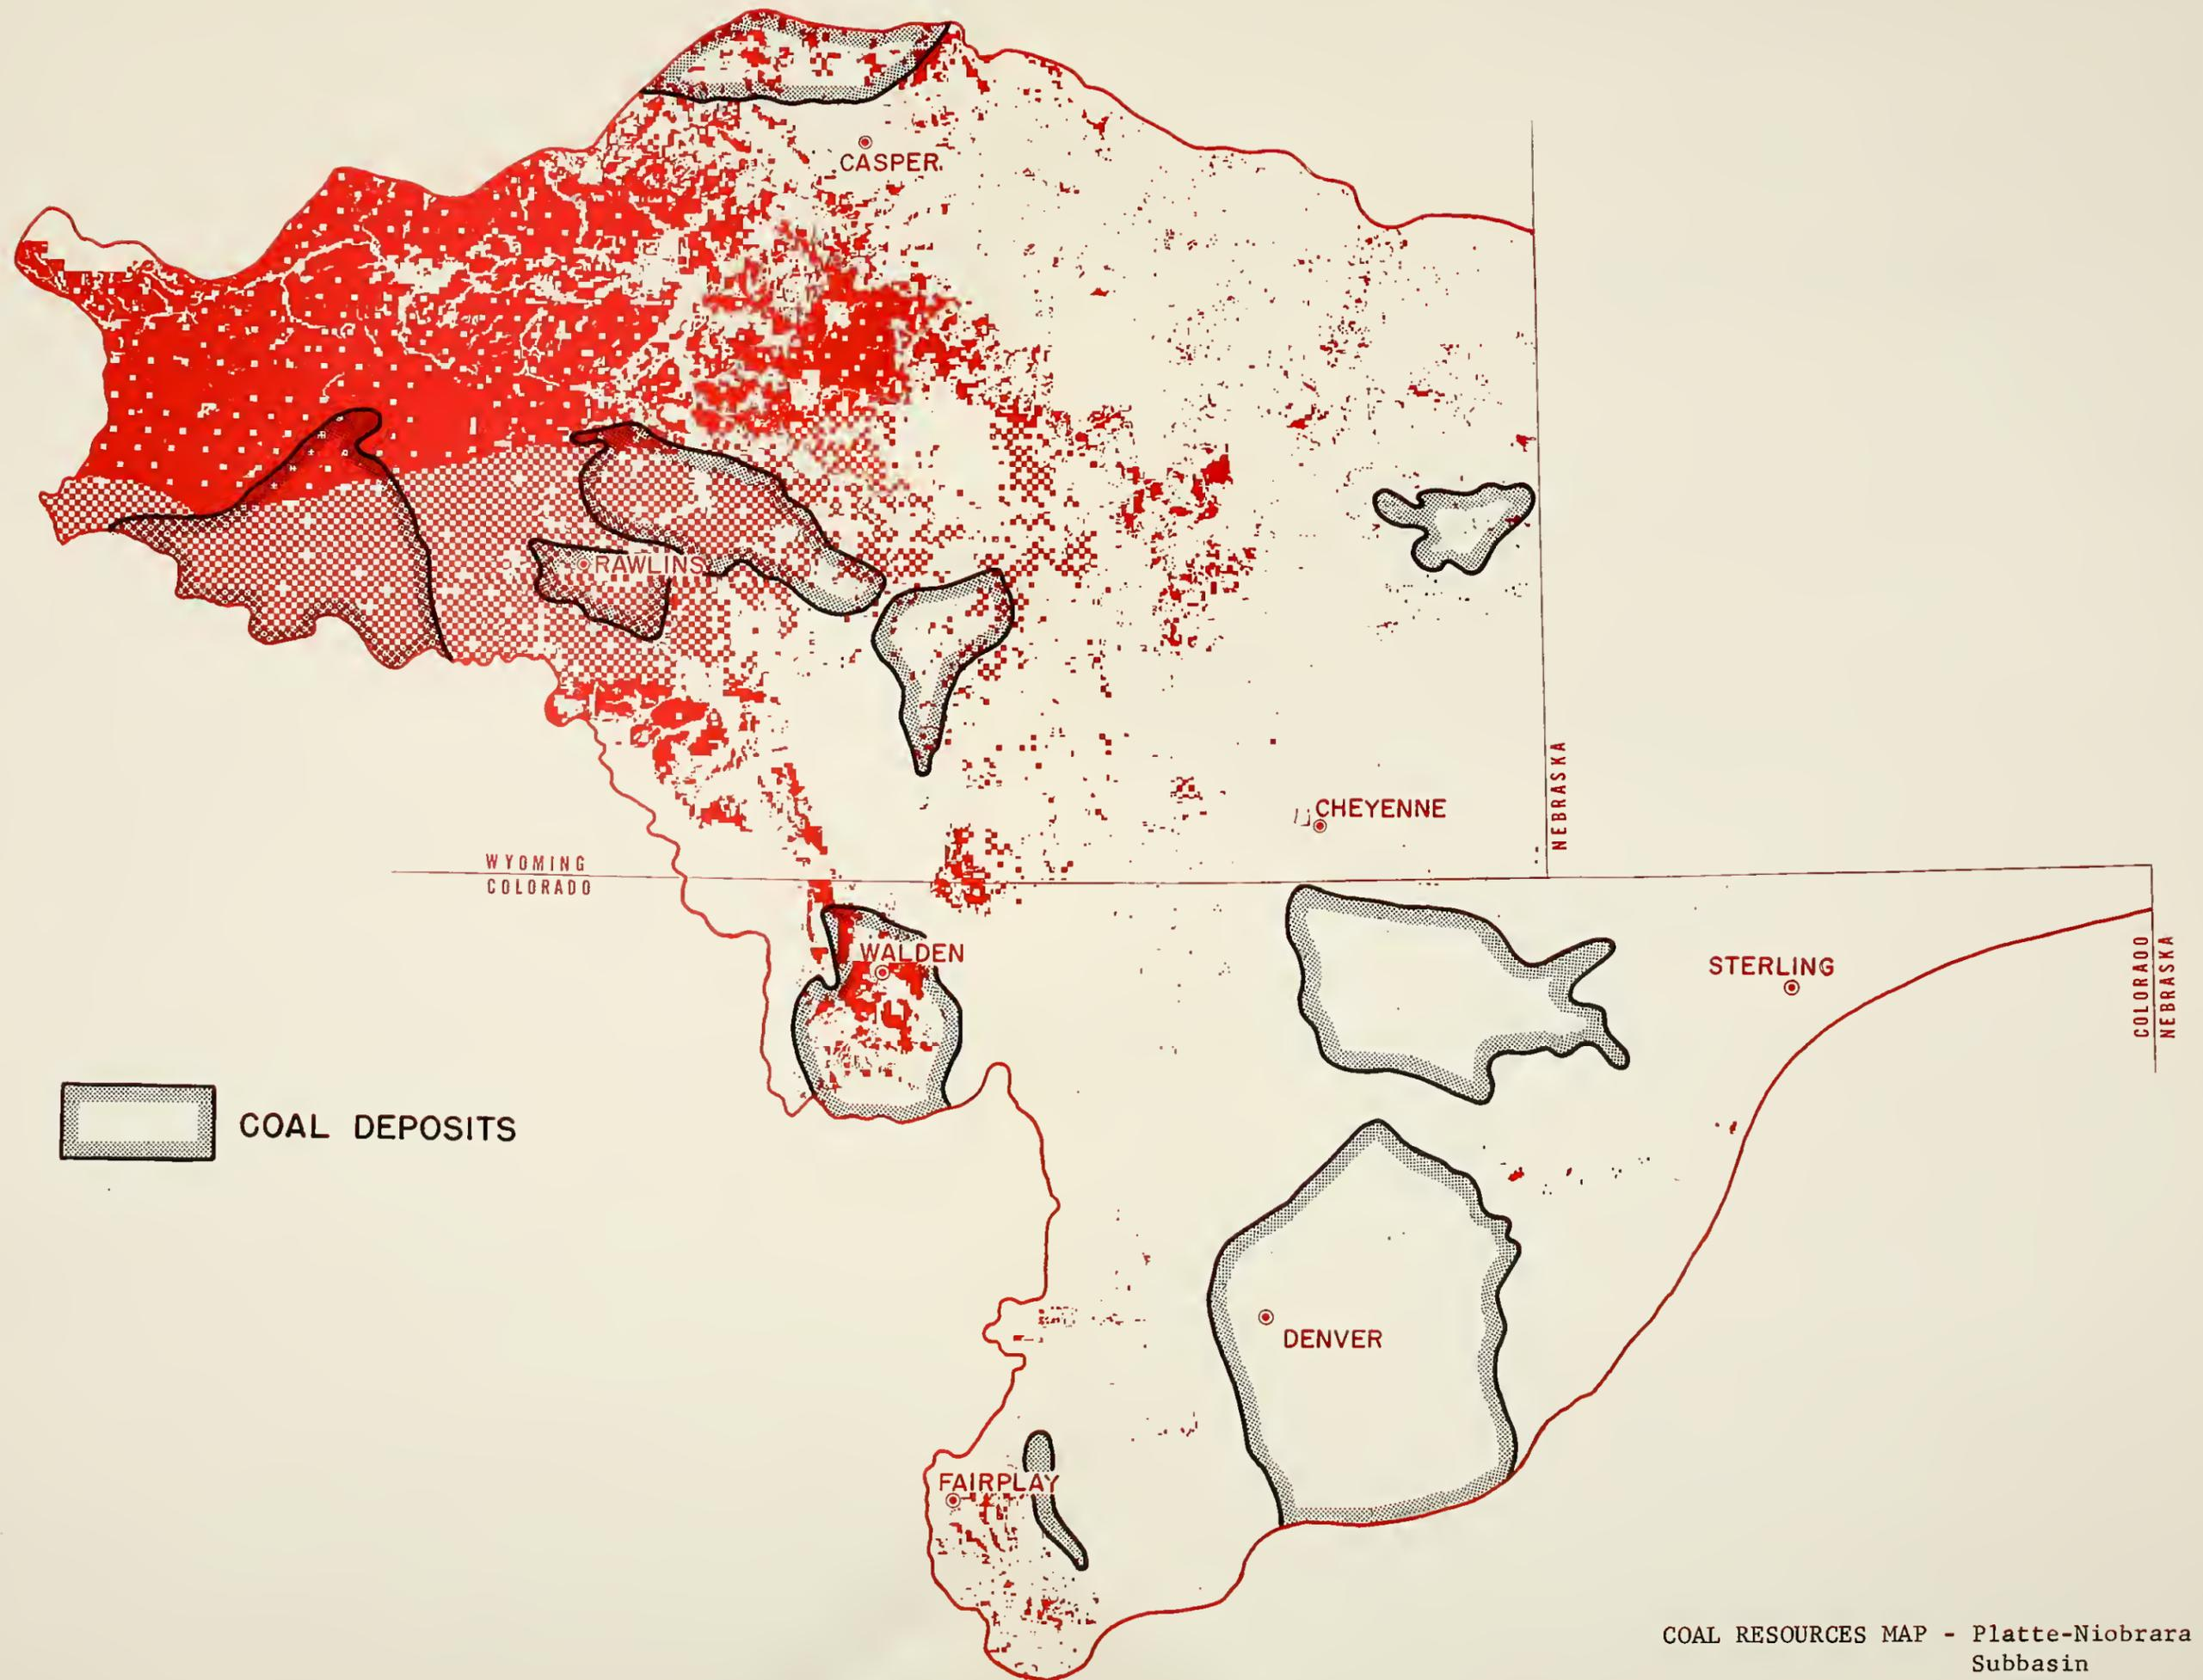 CASPER
RAWLINS
NEBRASKA
CHEYENNE
WYOMING
COLORADO
WALDEN
STERLING
COLORADO
NEBRASKA
COAL DEPOSITS
DENVER
FAIRPLAY
COAL RESOURCES MAP - Platte-Niobrara
Subbasin